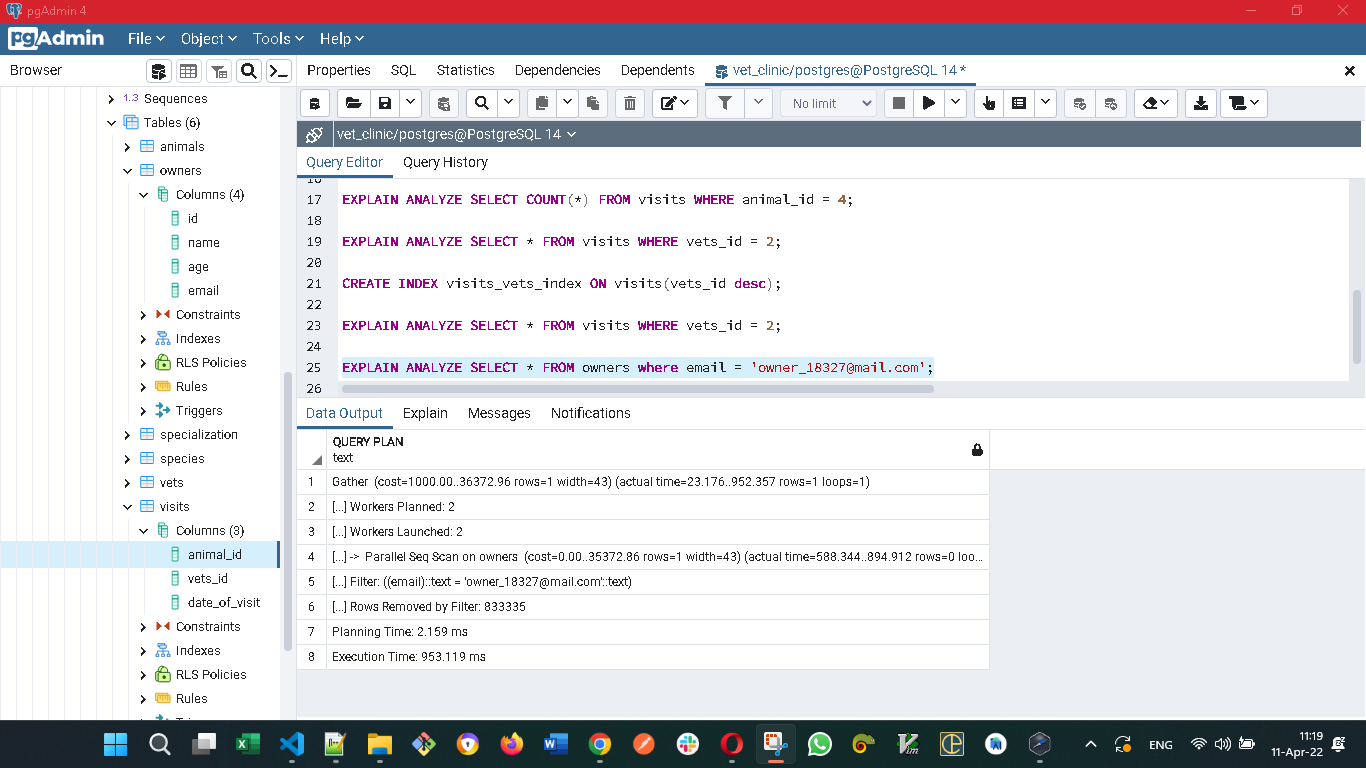 pgAdmin 4
pgAdmin File Object Tools Help
Browser
Properties SQL Statistics Dependencies Dependents vet_clinic/postgres@PostgreSQL 14 *
No limit
vet_clinic/postgres@PostgreSQL 14
Query Editor Query History
1.3 Sequences
Tables (6)
animals
owners
Columns (4)
id
name
age
email
Constraints
Indexes
RLS Policies
Rules
Triggers
specialization
species
vets
visits
Columns (3)
animal_id
vets_id
date_of_visit
Constraints
Indexes
RLS Policies
Rules
16
17 EXPLAIN ANALYZE SELECT COUNT(*) FROM visits WHERE animal_id = 4;
18
19 EXPLAIN ANALYZE SELECT * FROM visits WHERE vets_id = 2;
20
21 CREATE INDEX visits_vets_index ON visits(vets_id desc);
22
23 EXPLAIN ANALYZE SELECT * FROM visits WHERE vets_id = 2;
24
25 EXPLAIN ANALYZE SELECT * FROM owners where email = 'owner_18327@mail.com';
26
Data Output Explain Messages Notifications
QUERY PLAN
text
1 Gather (cost=1000.00..36372.96 rows=1 width=43) (actual time=23.176..952.357 rows=1 loops=1)
2 [...] Workers Planned: 2
3 [...] Workers Launched: 2
4 [...] -> Parallel Seq Scan on owners (cost=0.00..35372.86 rows=1 width=43) (actual time=588.344..894.912 rows=0 loo...
5 [...] Filter: ((email)::text = 'owner_18327@mail.com'::text)
6 [...] Rows Removed by Filter: 833335
7 Planning Time: 2.159 ms
8 Execution Time: 953.119 ms
ENG
11:19
11-Apr-22